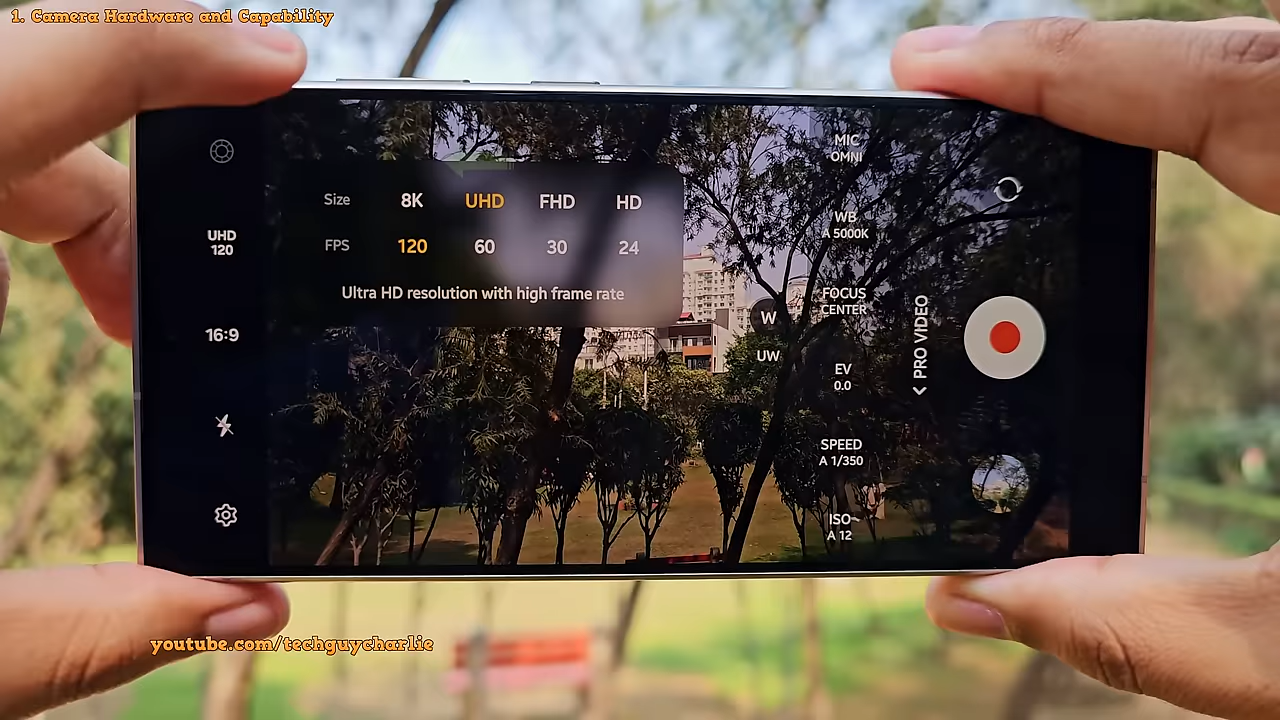 1. Camera Hardware and Capability
UHD
120
16:9
Size 8K UHD FHD HD
FPS 120 60 30 24
Ultra HD resolution with high frame rate
W
UW
MIC
OMNI
WB
A 5000K
FOCUS
CENTER
EV
0.0
SPEED
A 1/350
ISO
A 12
< PRO VIDEO
youtube.com/techguycharlie